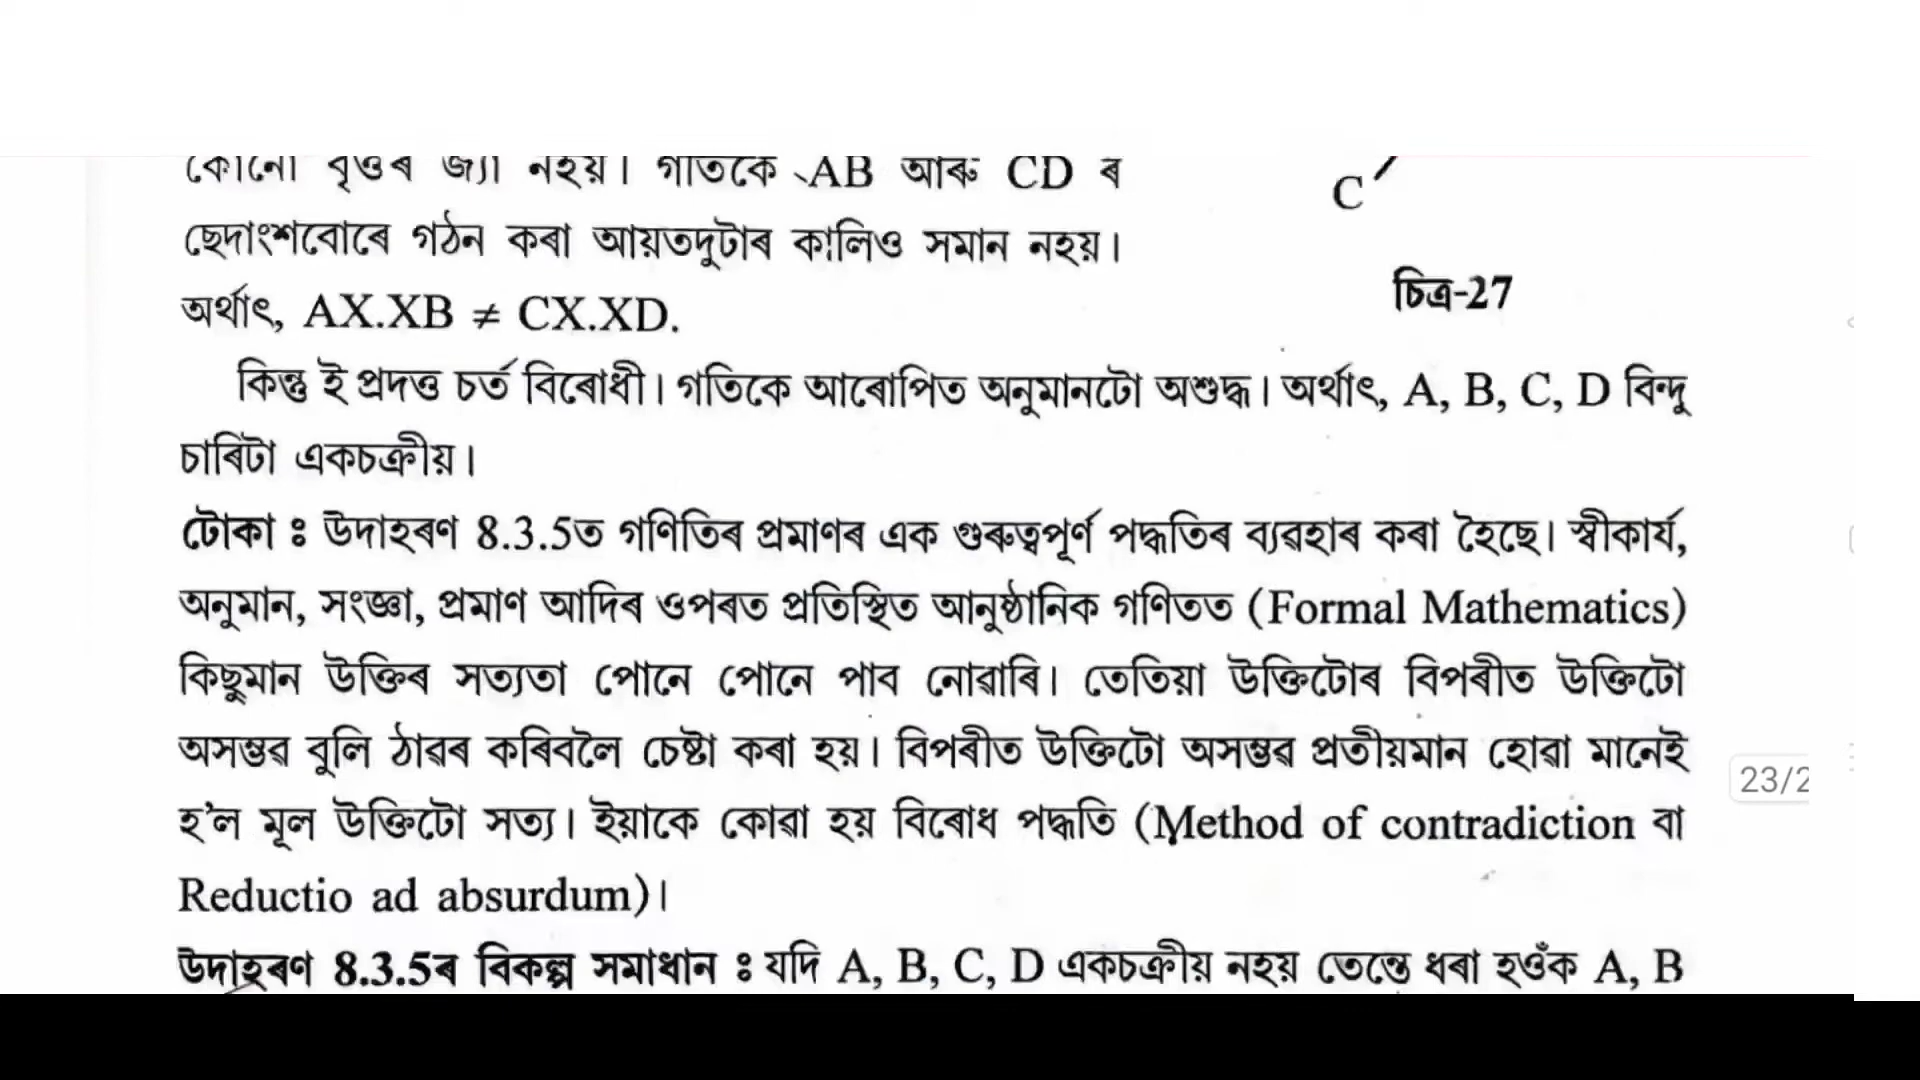 কোনো বৃত্তৰ জ্যা নহয়। গতিকে AB আৰু CD ৰ
C
ছেদাংশবোৰে গঠন কৰা আয়তদুটাৰ কালিও সমান নহয়।
চিত্ৰ-27
অৰ্থাৎ, AX.XB ≠ CX.XD.
কিন্তু ই প্ৰদত্ত চৰ্ত বিৰোধী। গতিকে আৰোপিত অনুমানটো অশুদ্ধ। অৰ্থাৎ, A, B, C, D বিন্দু
চাৰিটা একচক্ৰীয়।
টোকা ঃ উদাহৰণ 8.3.5ত গণিতিৰ প্ৰমাণৰ এক গুৰুত্বপূৰ্ণ পদ্ধতিৰ ব্যৱহাৰ কৰা হৈছে। স্বীকাৰ্য,
অনুমান, সংজ্ঞা, প্ৰমাণ আদিৰ ওপৰত প্ৰতিস্থিত আনুষ্ঠানিক গণিতত (Formal Mathematics)
কিছুমান উক্তিৰ সত্যতা পোনে পোনে পাব নোৱাৰি। তেতিয়া উক্তিটোৰ বিপৰীত উক্তিটো
অসম্ভৱ বুলি ঠাৱৰ কৰিবলৈ চেষ্টা কৰা হয়। বিপৰীত উক্তিটো অসম্ভৱ প্ৰতীয়মান হোৱা মানেই
হ'ল মূল উক্তিটো সত্য। ইয়াকে কোৱা হয় বিৰোধ পদ্ধতি (Method of contradiction বা
Reductio ad absurdum)।
উদাহৰণ 8.3.5ৰ বিকল্প সমাধান ঃ যদি A, B, C, D একচক্ৰীয় নহয় তেন্তে ধৰা হওঁক A, B
23/2